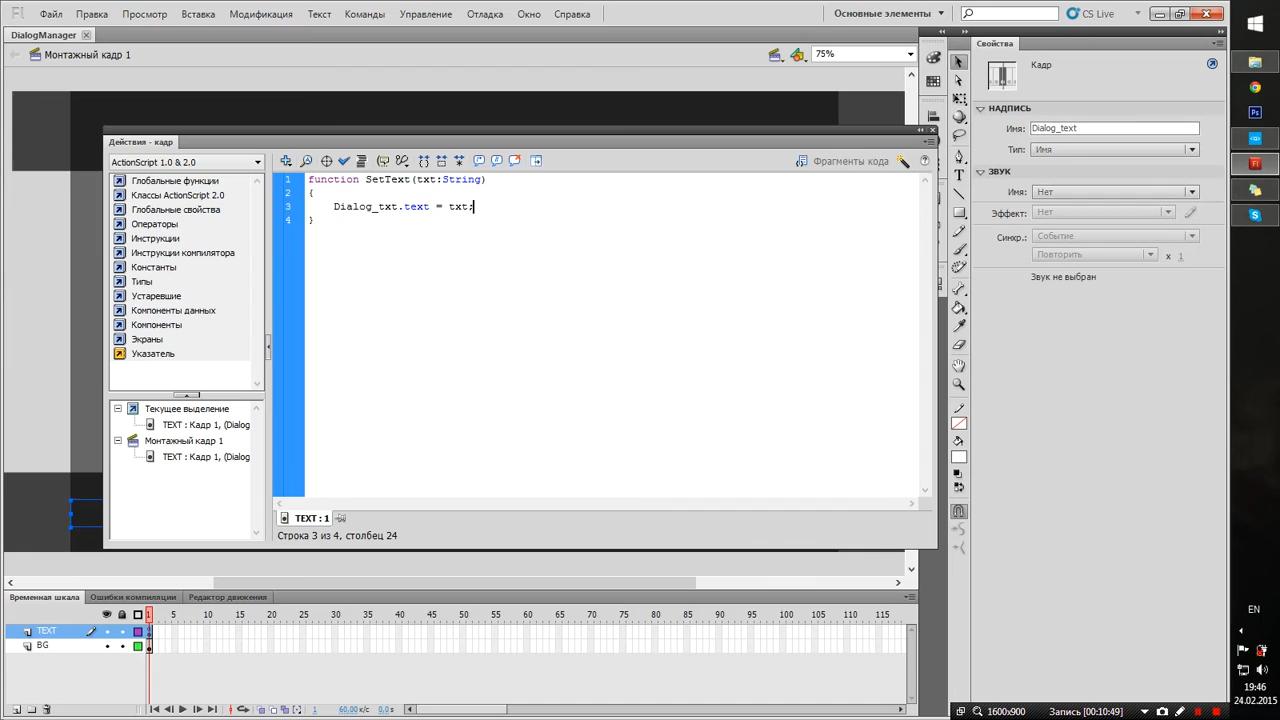 Fl Файл Правка Просмотр Вставка Модификация Текст Команды Управление Отладка Окно Справка Основные элементы CS Live
DialogManager
Монтажный кадр 1 75%
Свойства
Кадр
НАДПИСЬ
Имя: Dialog_text
Тип: Имя
ЗВУК
Имя: Нет
Эффект: Нет
Синхр.: Событие
Повторить x 1
Звук не выбран
Действия - кадр
ActionScript 1.0 & 2.0
Фрагменты кода
Глобальные функции
Классы ActionScript 2.0
Глобальные свойства
Операторы
Инструкции
Инструкции компилятора
Константы
Типы
Устаревшие
Компоненты данных
Компоненты
Экраны
Указатель
Текущее выделение
TEXT : Кадр 1, (Dialog
Монтажный кадр 1
TEXT : Кадр 1, (Dialog
1 function SetText(txt:String)
2 {
3 Dialog_txt.text = txt;
4 }
TEXT : 1
Строка 3 из 4, столбец 24
Временная шкала Ошибки компиляции Редактор движения
1 5 10 15 20 25 30 35 40 45 50 55 60 65 70 75 80 85 90 95 100 105 110 115
TEXT
BG
1 60,00 к/с 0,0 s
Ps
Fl
EN
19:46
24.02.2015
1600x900 Запись [00:10:49]